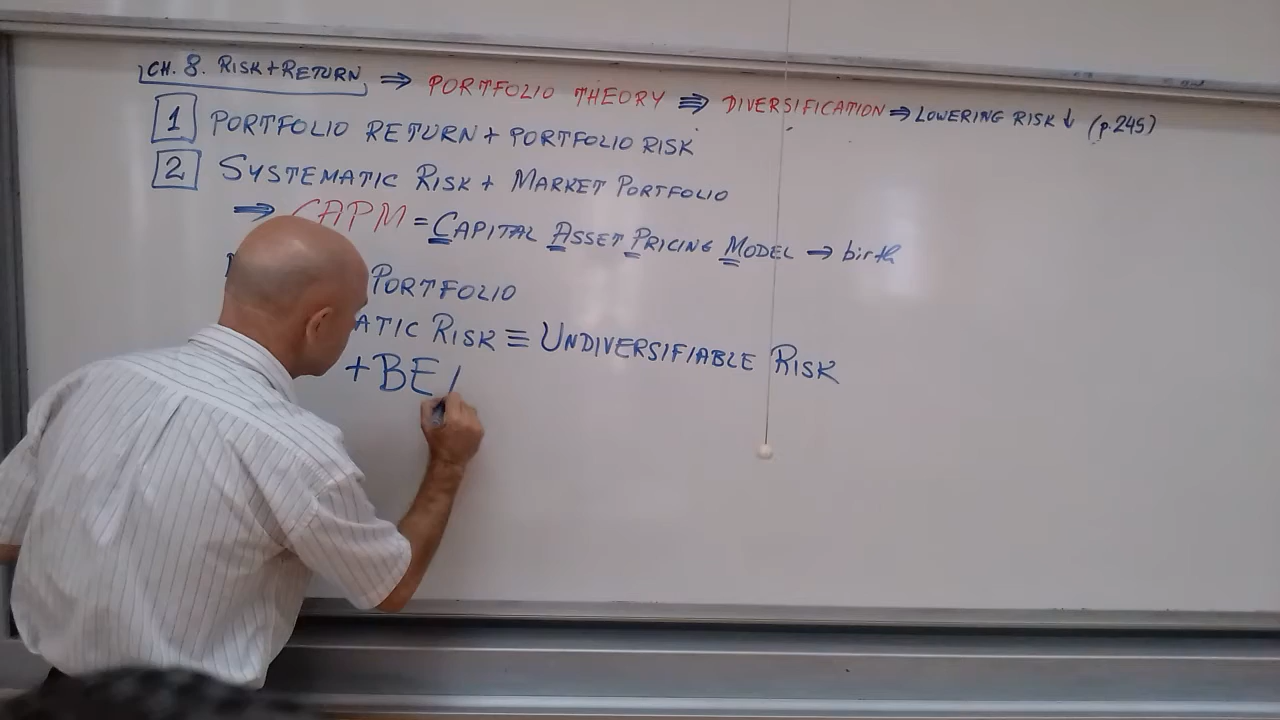 CH. 8. RISK+RETURN ⇒ PORTFOLIO THEORY ⇛ DIVERSIFICATION ⇒ LOWERING RISK ↓ (p.245)
1 PORTFOLIO RETURN + PORTFOLIO RISK
2 SYSTEMATIC RISK + MARKET PORTFOLIO
⇒ CAPM = CAPITAL ASSET PRICING MODEL → birth
PORTFOLIO
ATIC RISK ≡ UNDIVERSIFIABLE RISK
+BE